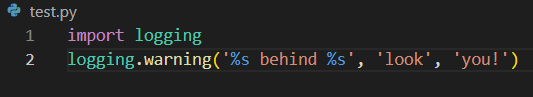 test.py
1 import logging
2 logging.warning('%s behind %s', 'look', 'you!')